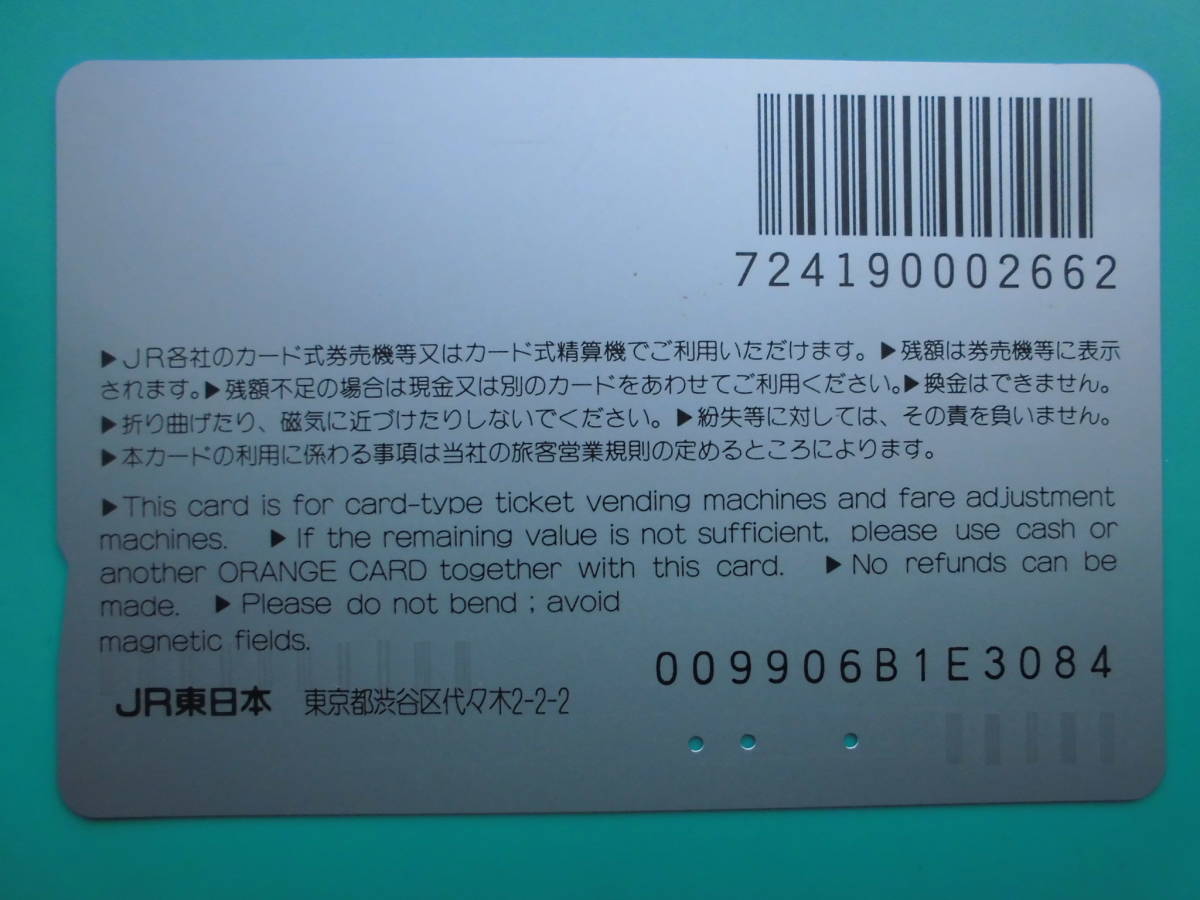 724190002662
▶JR各社のカード式券売機等又はカード式精算機でご利用いただけます。▶残額は券売機等に表示
されます。▶残額不足の場合は現金又は別のカードをあわせてご利用ください。▶換金はできません。
▶折り曲げたり、磁気に近づけたりしないでください。▶紛失等に対しては、その責を負いません。
▶本カードの利用に係わる事項は当社の旅客営業規則の定めるところによります。
▶This card is for card-type ticket vending machines and fare adjustment
machines. ▶If the remaining value is not sufficient, please use cash or
another ORANGE CARD together with this card. ▶No refunds can be
made. ▶Please do not bend ; avoid
magnetic fields.
009906B1E3084
JR東日本 東京都渋谷区代々木2-2-2